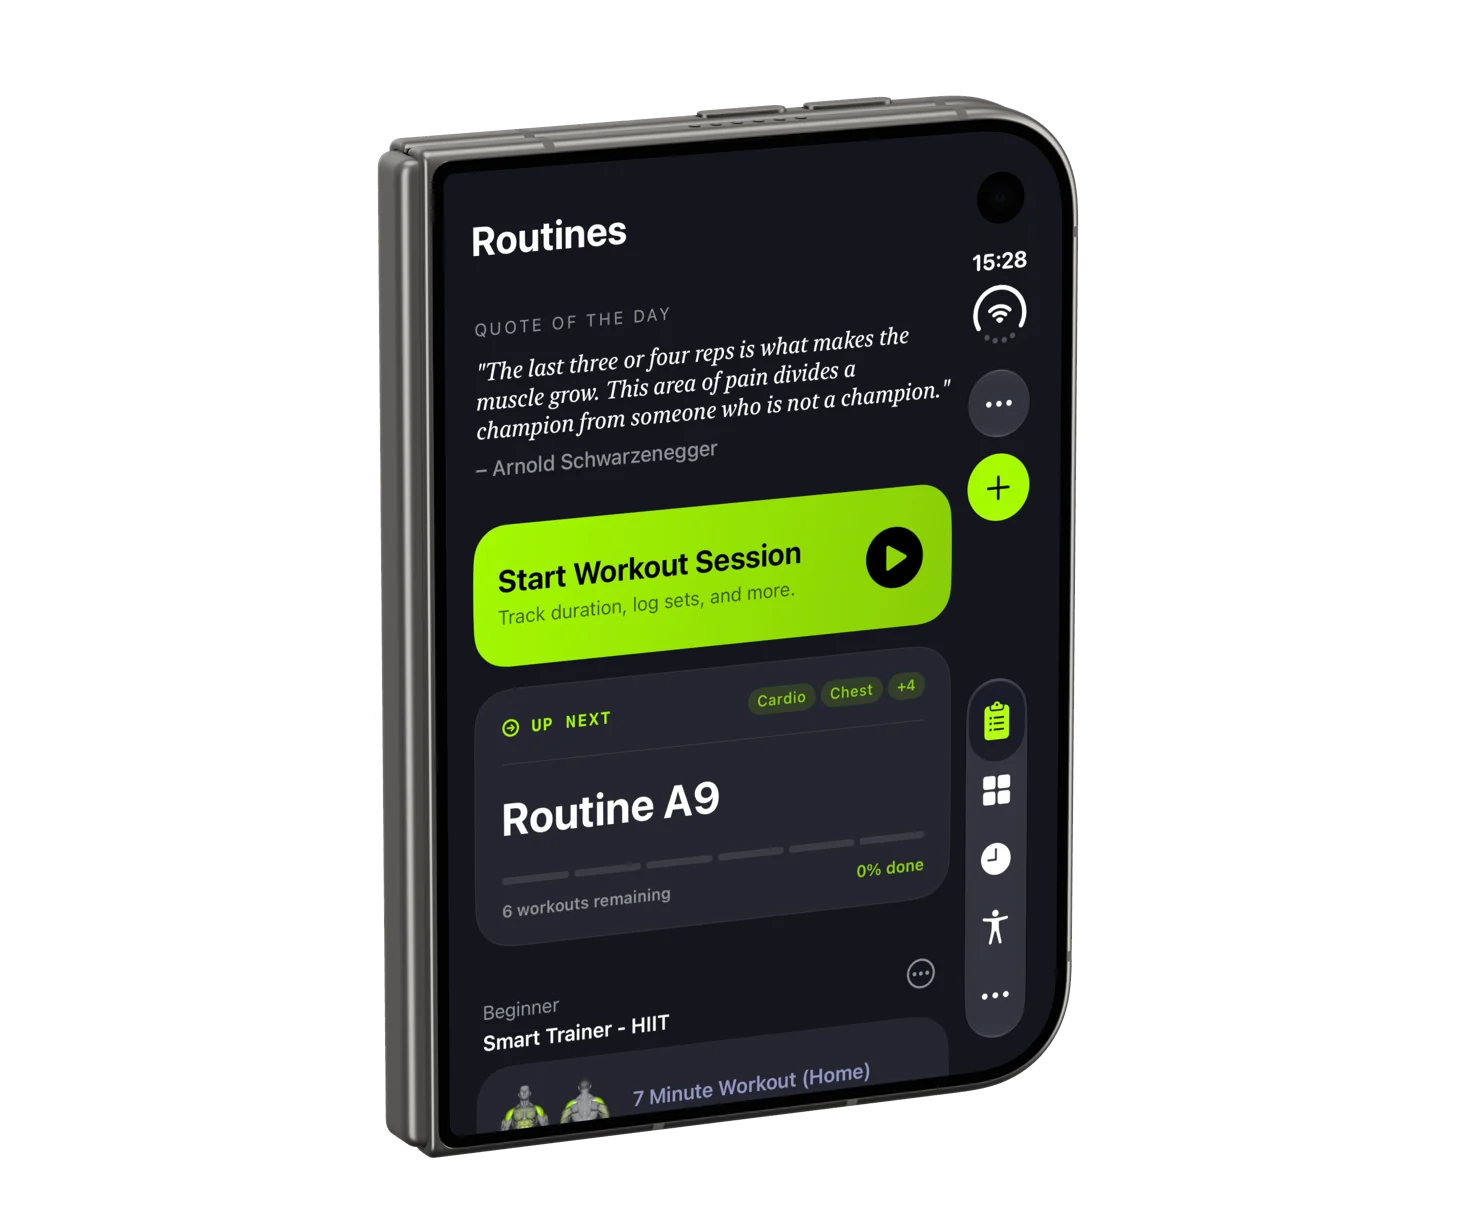 Routines
15:28
QUOTE OF THE DAY
"The last three or four reps is what makes the
muscle grow. This area of pain divides a
champion from someone who is not a champion."
– Arnold Schwarzenegger
Start Workout Session
Track duration, log sets, and more.
UP NEXT
Cardio Chest +4
Routine A9
6 workouts remaining
0% done
Beginner
Smart Trainer - HIIT
7 Minute Workout (Home)